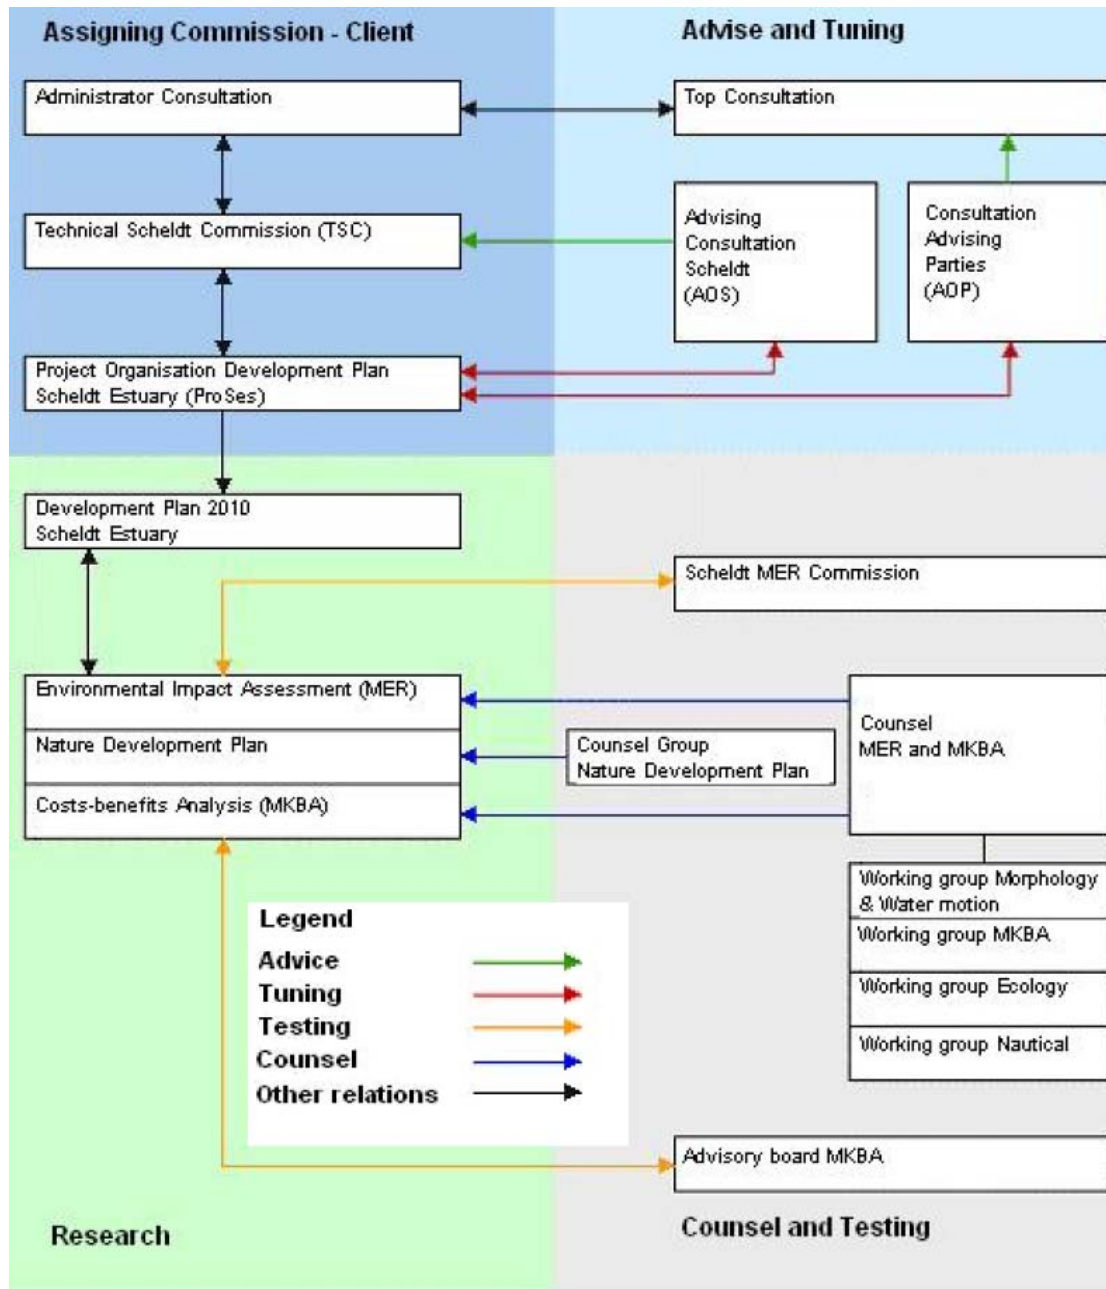 Assigning Commission - Client
Advise and Tuning
Administrator Consultation
Top Consultation
Technical Scheldt Commission (TSC)
Advising
Consultation
Scheldt
(AOS)
Consultation
Advising
Parties
(AOP)
Project Organisation Development Plan
Scheldt Estuary (ProSes)
Development Plan 2010
Scheldt Estuary
Scheldt MER Commission
Environmental Impact Assessment (MER)
Nature Development Plan
Costs-benefits Analysis (MKBA)
Counsel Group
Nature Development Plan
Counsel
MER and MKBA
Working group Morphology
& Water motion
Working group MKBA
Working group Ecology
Working group Nautical
Legend
Advice
Tuning
Testing
Counsel
Other relations
Advisory board MKBA
Research
Counsel and Testing